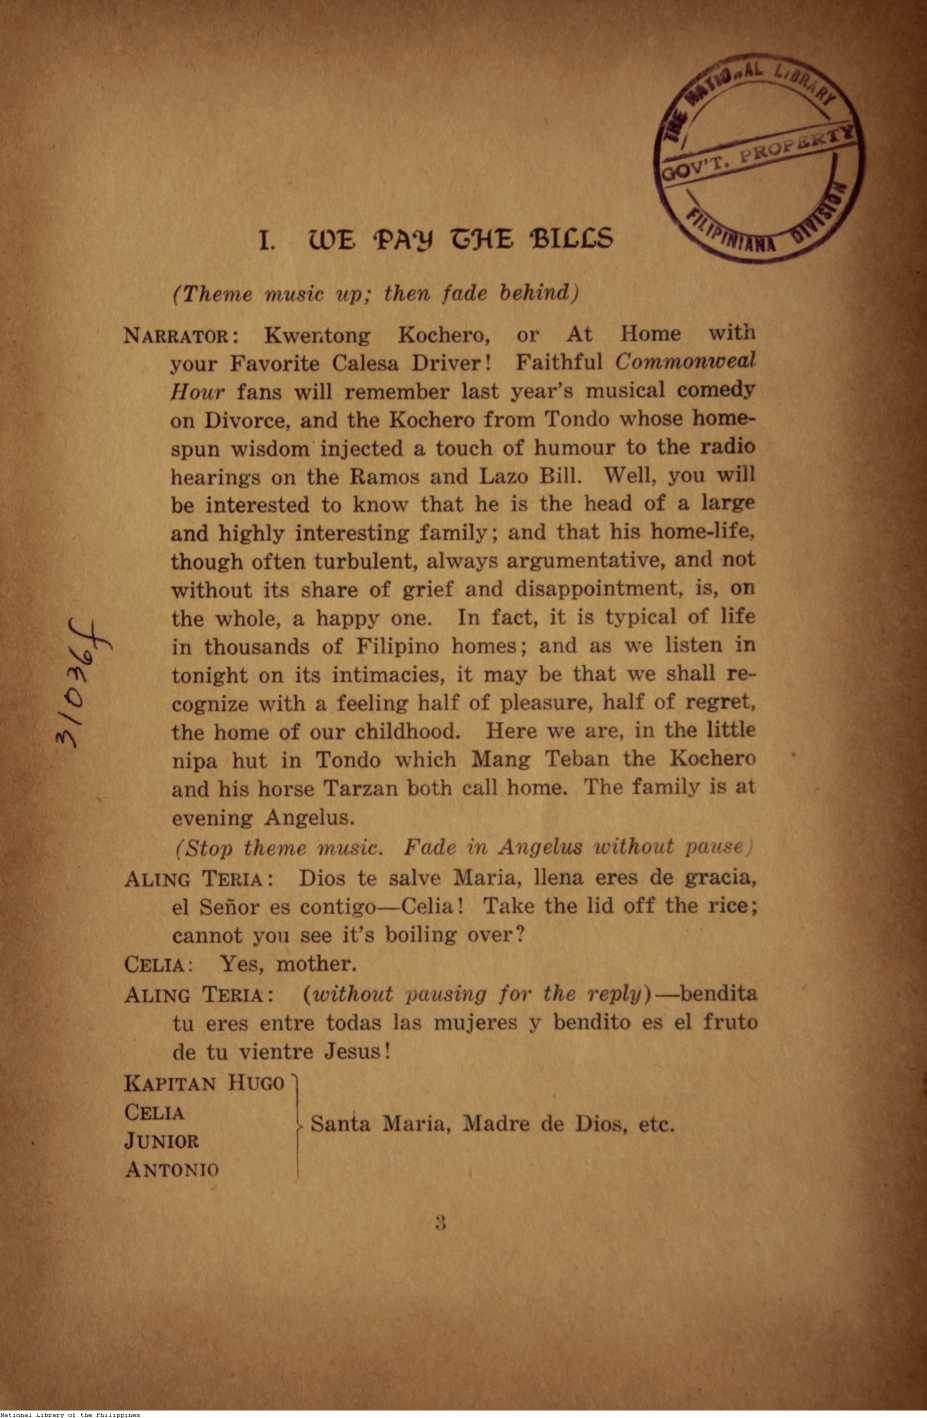 THE NATIONAL LIBRARY
GOV'T. PROPERTY
FILIPINIANA DIVISION
I. WE PAY THE BILLS
(Theme music up; then fade behind)
NARRATOR: Kwentong Kochero, or At Home with
your Favorite Calesa Driver! Faithful Commonweal
Hour fans will remember last year's musical comedy
on Divorce, and the Kochero from Tondo whose home-
spun wisdom injected a touch of humour to the radio
hearings on the Ramos and Lazo Bill. Well, you will
be interested to know that he is the head of a large
and highly interesting family; and that his home-life,
though often turbulent, always argumentative, and not
without its share of grief and disappointment, is, on
the whole, a happy one. In fact, it is typical of life
in thousands of Filipino homes; and as we listen in
tonight on its intimacies, it may be that we shall re-
cognize with a feeling half of pleasure, half of regret,
the home of our childhood. Here we are, in the little
nipa hut in Tondo which Mang Teban the Kochero
and his horse Tarzan both call home. The family is at
evening Angelus.
(Stop theme music. Fade in Angelus without pause)
ALING TERIA: Dios te salve Maria, llena eres de gracia,
el Señor es contigo—Celia! Take the lid off the rice;
cannot you see it's boiling over?
CELIA: Yes, mother.
ALING TERIA: (without pausing for the reply)—bendita
tu eres entre todas las mujeres y bendito es el fruto
de tu vientre Jesus!
KAPITAN HUGO
CELIA
JUNIOR
ANTONIO
Santa Maria, Madre de Dios, etc.
3
31036f
National Library of the Philippines